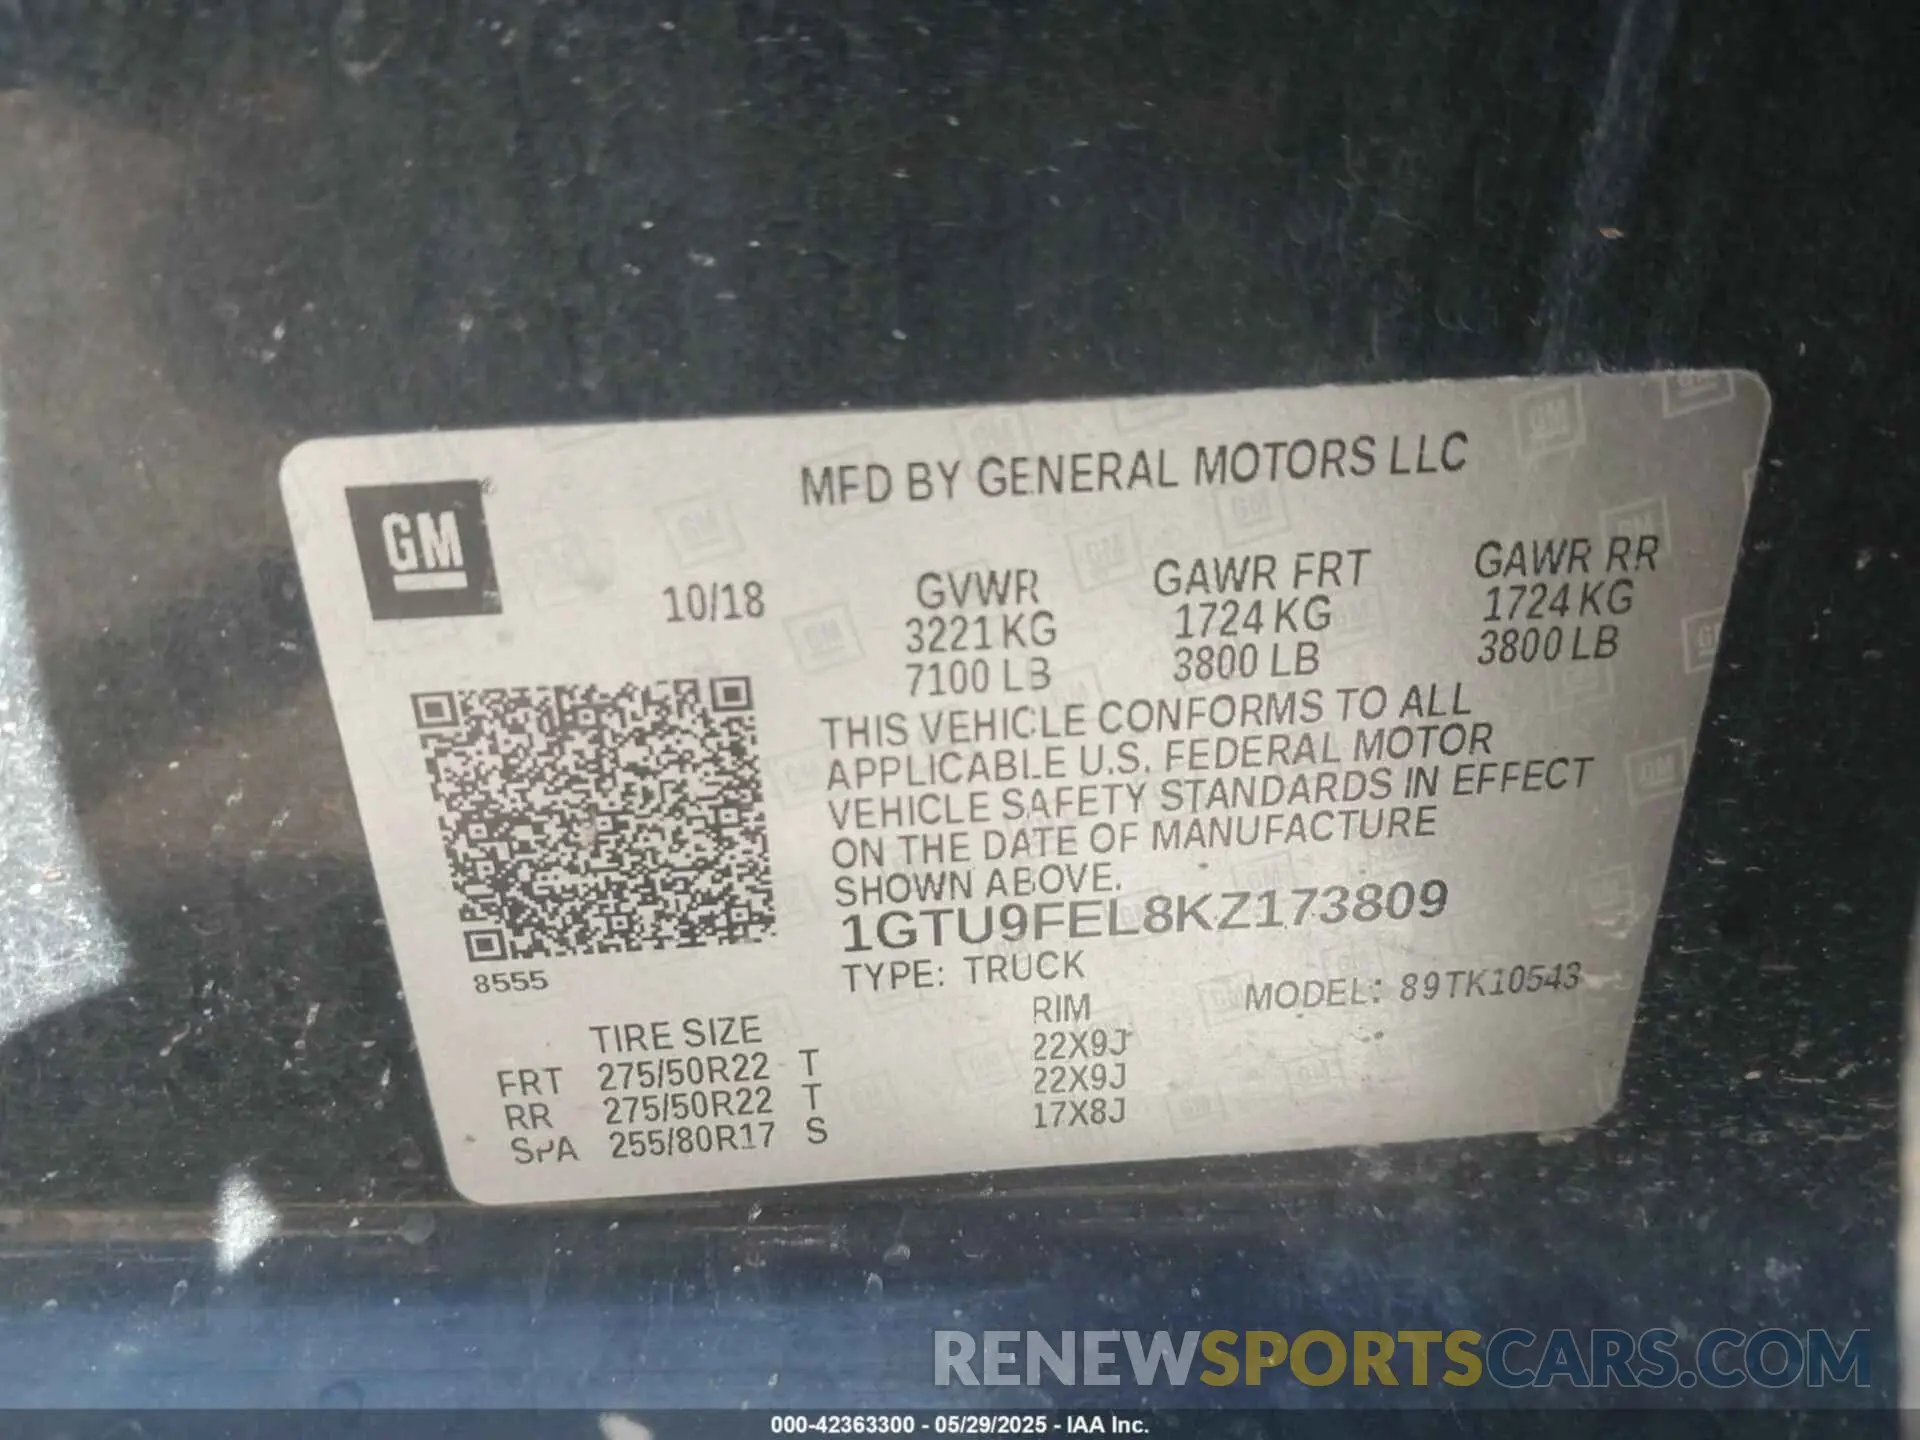 MFD BY GENERAL MOTORS LLC
GM
10/18
GVWR GAWR FRT GAWR RR
3221 KG 1724 KG 1724 KG
7100 LB 3800 LB 3800 LB
THIS VEHICLE CONFORMS TO ALL
APPLICABLE U.S. FEDERAL MOTOR
VEHICLE SAFETY STANDARDS IN EFFECT
ON THE DATE OF MANUFACTURE
SHOWN ABOVE.
1GTU9FEL8KZ173809
8555
TYPE: TRUCK MODEL: 89TK10543
TIRE SIZE RIM
FRT 275/50R22 T 22X9J
RR 275/50R22 T 22X9J
SPA 255/80R17 S 17X8J
RENEWSPORTSCARS.COM
000-42363300 - 05/29/2025 - IAA Inc.